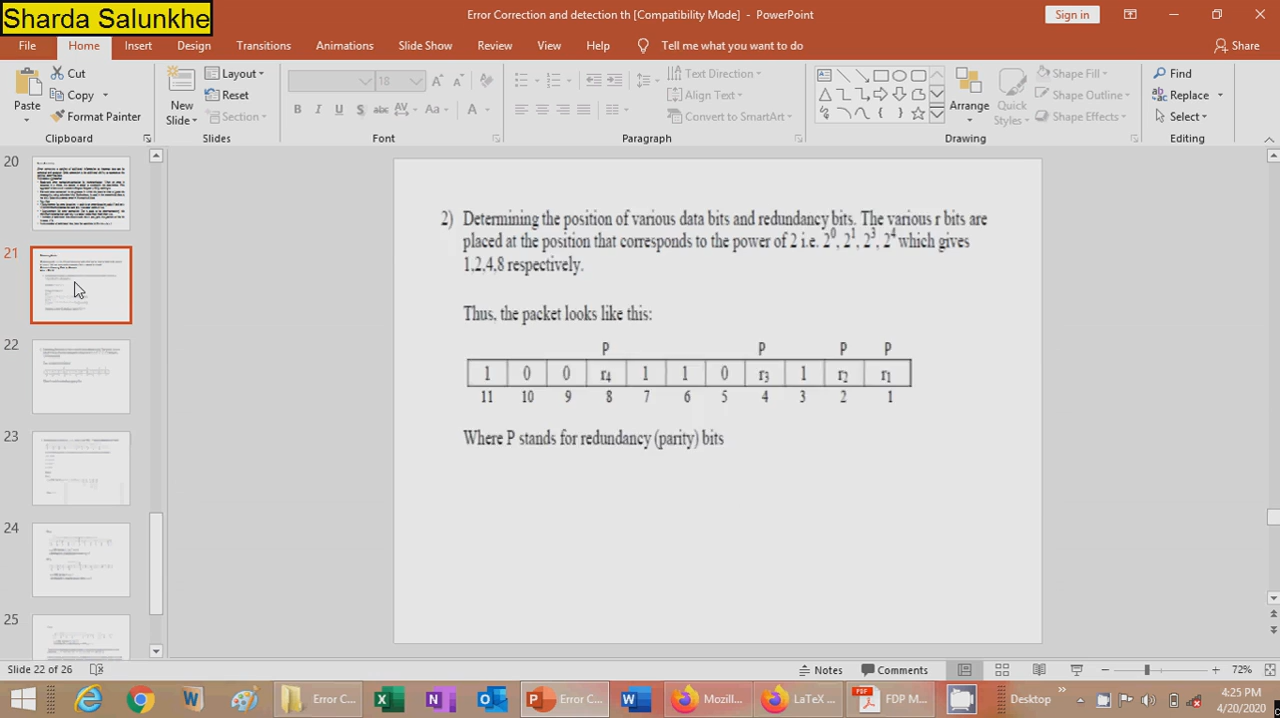 Sharda Salunkhe
Error Correction and detection th [Compatibility Mode] - PowerPoint
Sign in
File Home Insert Design Transitions Animations Slide Show Review View Help Tell me what you want to do Share
Paste
Cut
Copy
Format Painter
Clipboard
New Slide
Layout
Reset
Section
Slides
18
B I U S abc AV Aa A
Font
Text Direction
Align Text
Convert to SmartArt
Paragraph
Arrange
Quick Styles
Shape Fill
Shape Outline
Shape Effects
Drawing
Find
Replace
Select
Editing
20
21
22
23
24
25
2) Determining the position of various data bits and redundancy bits. The various r bits are
placed at the position that corresponds to the power of 2 i.e. 2⁰, 2¹, 2³, 2⁴ which gives
1,2,4,8 respectively.
Thus, the packet looks like this:
P P P P
1 0 0 r₄ 1 1 0 r₃ 1 r₂ r₁
11 10 9 8 7 6 5 4 3 2 1
Where P stands for redundancy (parity) bits
Slide 22 of 26
Notes
Comments
72%
Error C...
Error C...
Mozil...
LaTeX ...
FDP M...
Desktop
4:25 PM
4/20/2020